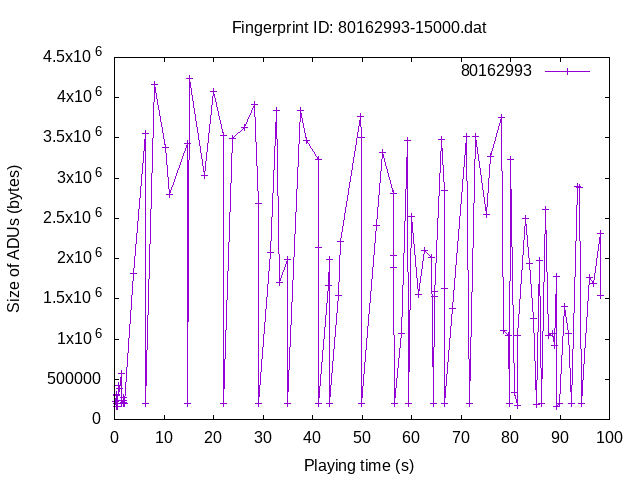 Fingerprint ID: 80162993-15000.dat
80162993
4.5x10^6
4x10^6
3.5x10^6
3x10^6
2.5x10^6
2x10^6
1.5x10^6
1x10^6
500000
0
Size of ADUs (bytes)
0 10 20 30 40 50 60 70 80 90 100
Playing time (s)